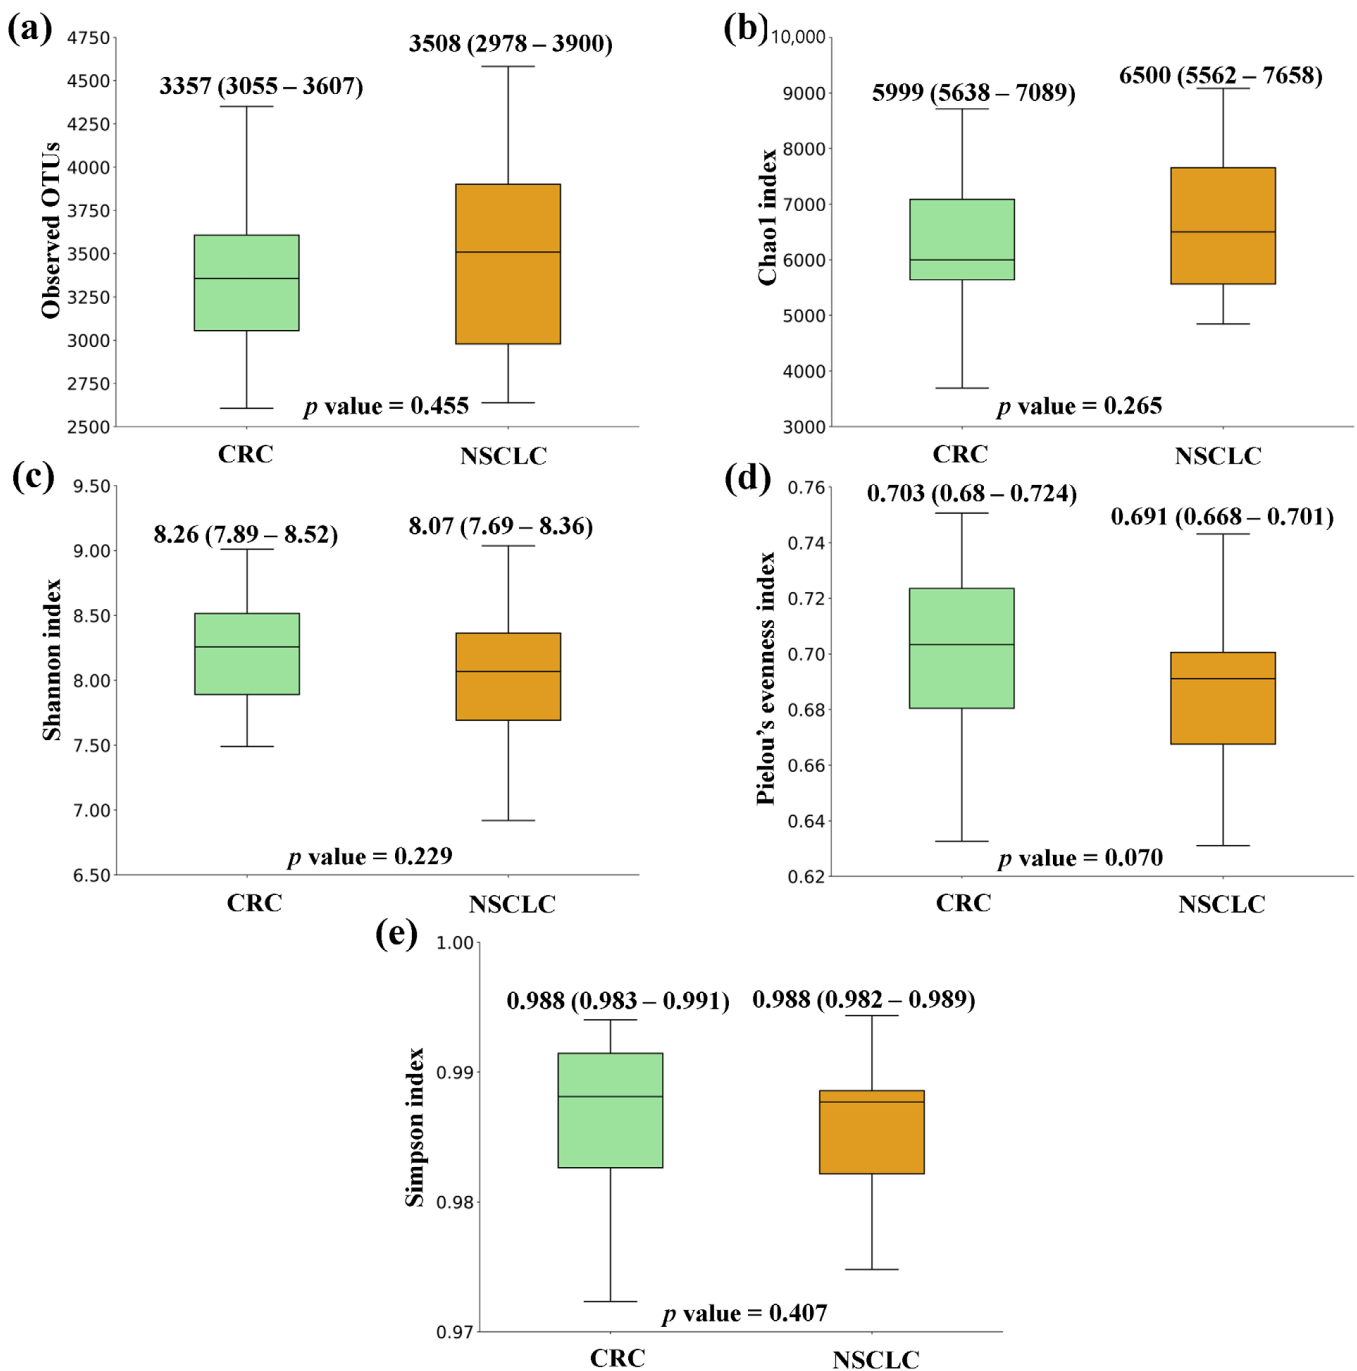 (a)
Observed OTUs
4750
4500
4250
4000
3750
3500
3250
3000
2750
2500
3357 (3055 – 3607)
3508 (2978 – 3900)
p value = 0.455
CRC
NSCLC
(b)
Chao1 index
10,000
9000
8000
7000
6000
5000
4000
3000
5999 (5638 – 7089)
6500 (5562 – 7658)
p value = 0.265
CRC
NSCLC
(c)
Shannon index
9.50
9.00
8.50
8.00
7.50
7.00
6.50
8.26 (7.89 – 8.52)
8.07 (7.69 – 8.36)
p value = 0.229
CRC
NSCLC
(d)
Pielou’s evenness index
0.76
0.74
0.72
0.70
0.68
0.66
0.64
0.62
0.703 (0.68 – 0.724)
0.691 (0.668 – 0.701)
p value = 0.070
CRC
NSCLC
(e)
Simpson index
1.00
0.99
0.98
0.97
0.988 (0.983 – 0.991)
0.988 (0.982 – 0.989)
p value = 0.407
CRC
NSCLC